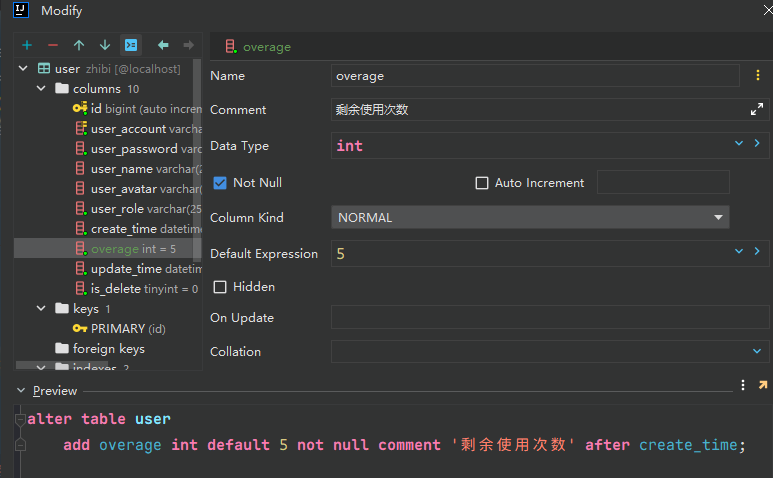 IJ Modify
user zhibi [@localhost]
columns 10
id bigint (auto increm
user_account varcha
user_password varch
user_name varchar(2
user_avatar varchar(
user_role varchar(25
create_time datetim
overage int = 5
update_time datetim
is_delete tinyint = 0
keys 1
PRIMARY (id)
foreign keys
indexes 2
overage
Name overage
Comment 剩余使用次数
Data Type int
Not Null Auto Increment
Column Kind NORMAL
Default Expression 5
Hidden
On Update
Collation
Preview
alter table user
add overage int default 5 not null comment '剩余使用次数' after create_time;